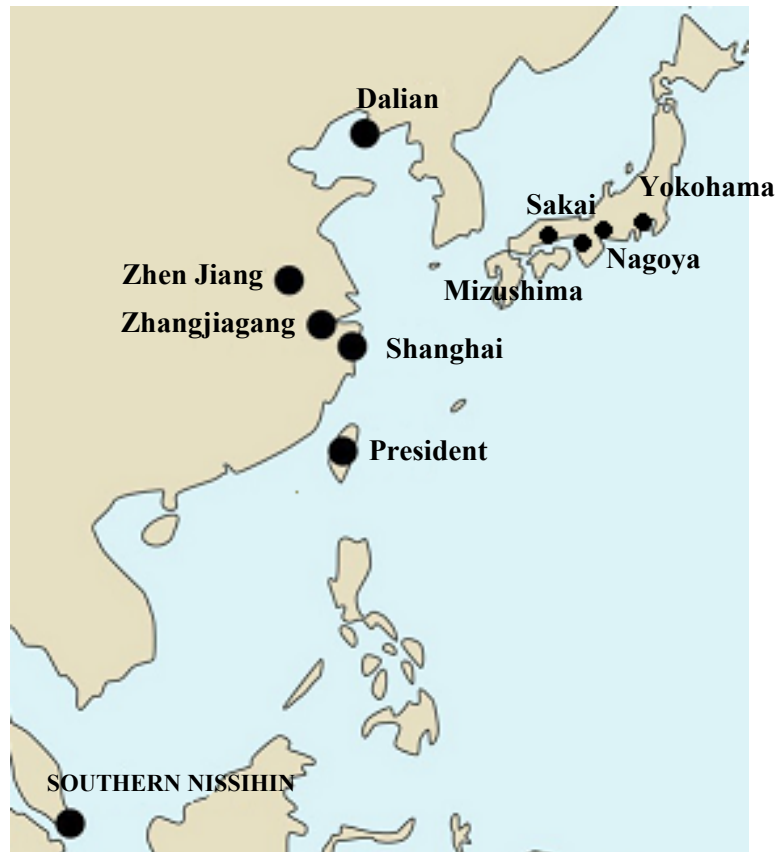 Dalian
Yokohama
Sakai
Nagoya
Zhen Jiang
Mizushima
Zhangjiagang
Shanghai
President
SOUTHERN NISSIHIN